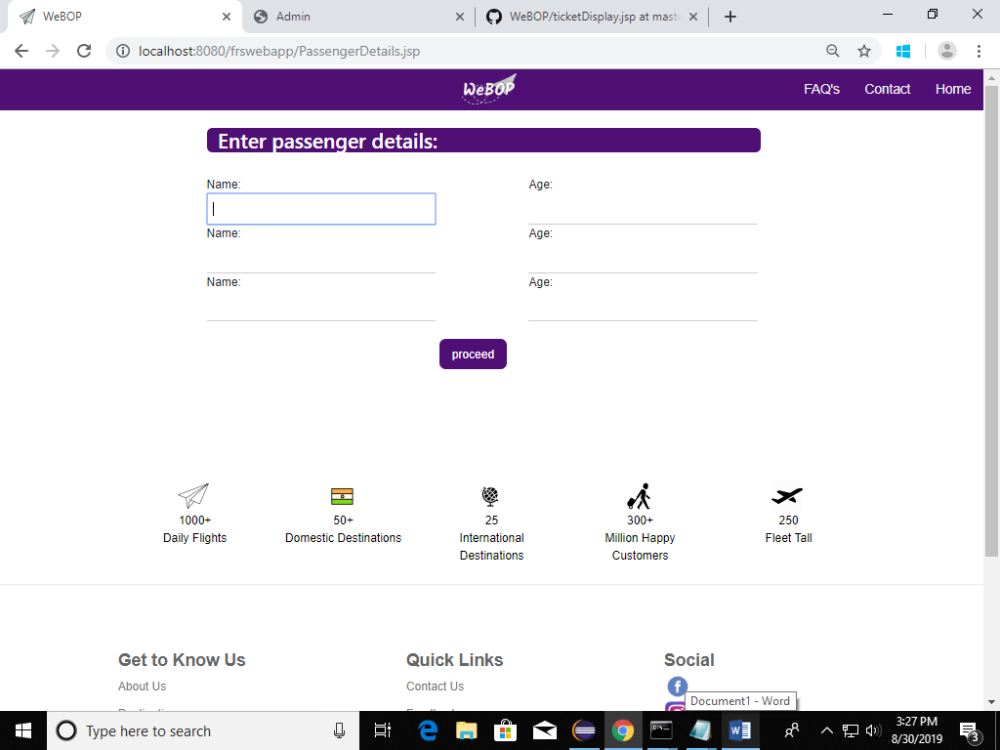 WeBOP
Admin
WeBOP/ticketDisplay.jsp at mast
localhost:8080/frswebapp/PassengerDetails.jsp
WeBOP
FAQ's Contact Home
Enter passenger details:
Name: Age:
Name: Age:
Name: Age:
proceed
1000+
Daily Flights
50+
Domestic Destinations
25
International
Destinations
300+
Million Happy
Customers
250
Fleet Tall
Get to Know Us
About Us
Quick Links
Contact Us
Social
Document1 - Word
Type here to search
3:27 PM
8/30/2019
3